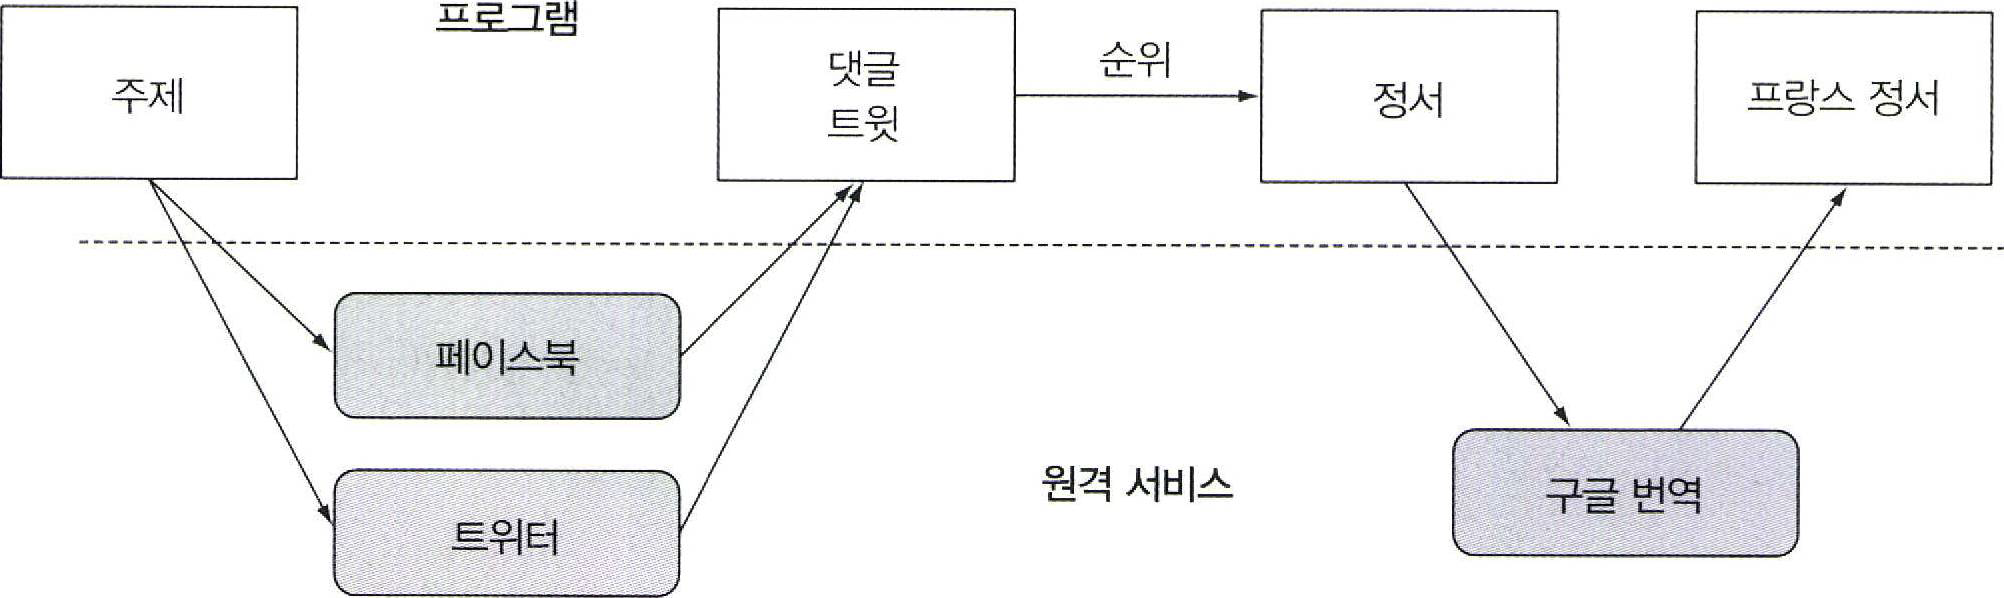 프로그램
주제
댓글
트윗
순위
정서
프랑스 정서
페이스북
트위터
원격 서비스
구글 번역